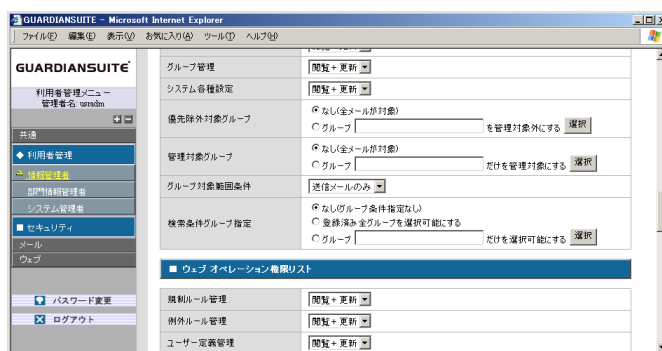 GUARDIANSUITE - Microsoft Internet Explorer
ファイル(F) 編集(E) 表示(V) お気に入り(A) ツール(T) ヘルプ(H)
GUARDIANSUITE
利用者管理メニュー
管理者名: usradm
共通
◆ 利用者管理
情報管理者
部門情報管理者
システム管理者
■ セキュリティ
メール
ウェブ
パスワード変更
ログアウト
グループ管理 閲覧+更新
システム各種設定 閲覧+更新
優先除外対象グループ
なし(全メールが対象)
グループ を管理対象外にする 選択
管理対象グループ
なし(全メールが対象)
グループ だけを管理対象にする 選択
グループ対象範囲条件 送信メールのみ
検索条件グループ指定
なし(グループ条件指定なし)
登録済み全グループを選択可能にする
グループ だけを選択可能にする 選択
■ ウェブ オペレーション権限リスト
規制ルール管理 閲覧+更新
例外ルール管理 閲覧+更新
ユーザー定義管理 閲覧+更新